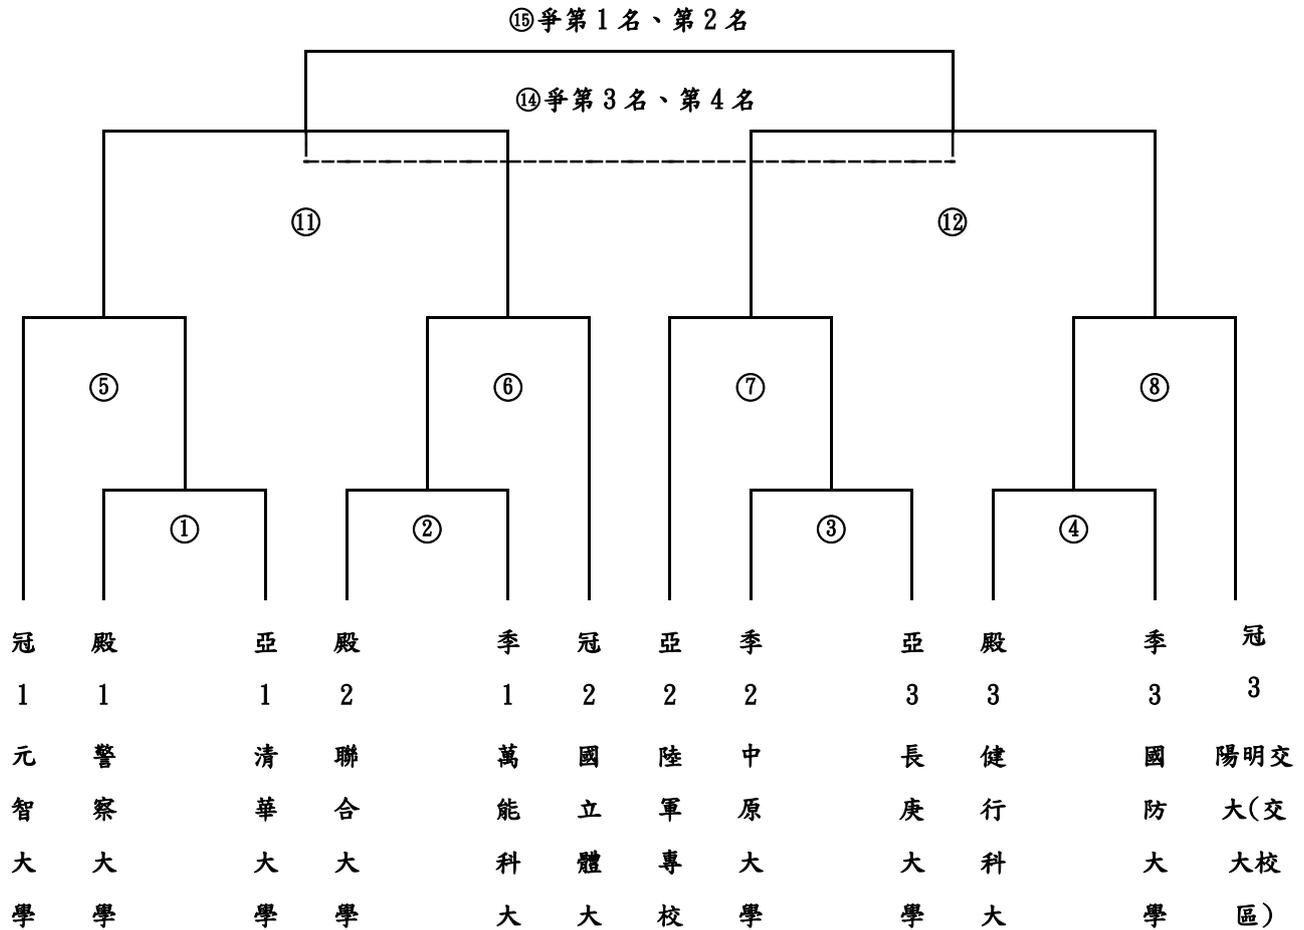 ⑮爭第1名、第2名
⑭爭第3名、第4名
⑪
⑫
⑤
⑥
⑦
⑧
①
②
③
④
冠1元智大學
殿1警察大學
亞1清華大學
殿2聯合大學
季1萬能科大
冠2國立體大
亞2陸軍專校
季2中原大學
亞3長庚大學
殿3健行科大
季3國防大學
冠
3
陽明交
大(交
大校
區)